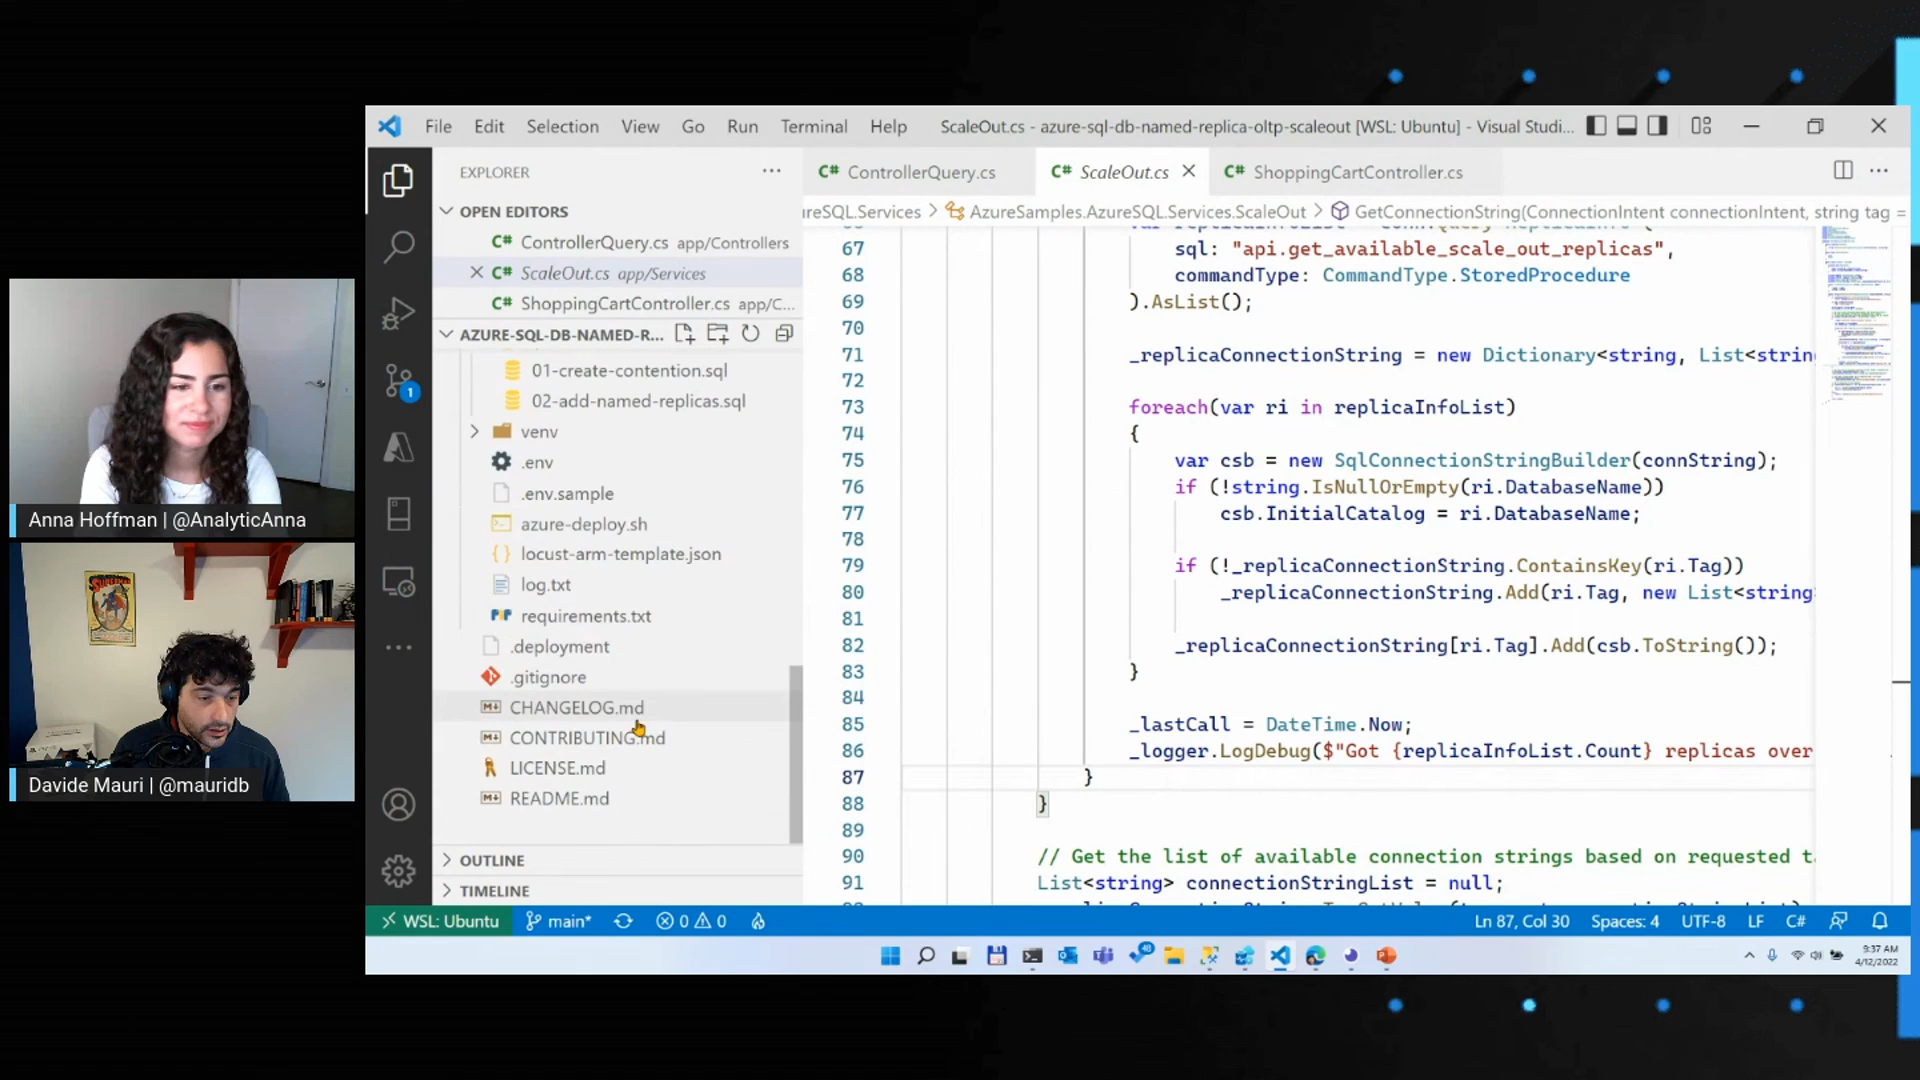 File Edit Selection View Go Run Terminal Help ScaleOut.cs - azure-sql-db-named-replica-oltp-scaleout [WSL: Ubuntu] - Visual Studi...
EXPLORER
OPEN EDITORS
C# ControllerQuery.cs app/Controllers
C# ScaleOut.cs app/Services
C# ShoppingCartController.cs app/C...
AZURE-SQL-DB-NAMED-R...
01-create-contention.sql
02-add-named-replicas.sql
venv
.env
.env.sample
azure-deploy.sh
locust-arm-template.json
log.txt
requirements.txt
.deployment
.gitignore
CHANGELOG.md
CONTRIBUTING.md
LICENSE.md
README.md
OUTLINE
TIMELINE
1
C# ControllerQuery.cs C# ScaleOut.cs C# ShoppingCartController.cs
ureSQL.Services > AzureSamples.AzureSQL.Services.ScaleOut > GetConnectionString(ConnectionIntent connectionIntent, string tag =
67 sql: "api.get_available_scale_out_replicas",
68 commandType: CommandType.StoredProcedure
69 ).AsList();
70
71 _replicaConnectionString = new Dictionary<string, List<strin
72
73 foreach(var ri in replicaInfoList)
74 {
75 var csb = new SqlConnectionStringBuilder(connString);
76 if (!string.IsNullOrEmpty(ri.DatabaseName))
77 csb.InitialCatalog = ri.DatabaseName;
78
79 if (!_replicaConnectionString.ContainsKey(ri.Tag))
80 _replicaConnectionString.Add(ri.Tag, new List<string
81
82 _replicaConnectionString[ri.Tag].Add(csb.ToString());
83 }
84
85 _lastCall = DateTime.Now;
86 _logger.LogDebug($"Got {replicaInfoList.Count} replicas over
87 }
88 }
89
90 // Get the list of available connection strings based on requested t
91 List<string> connectionStringList = null;
WSL: Ubuntu main* 0 0 Ln 87, Col 30 Spaces: 4 UTF-8 LF C#
9:37 AM
4/12/2022
Anna Hoffman | @AnalyticAnna
Davide Mauri | @mauridb